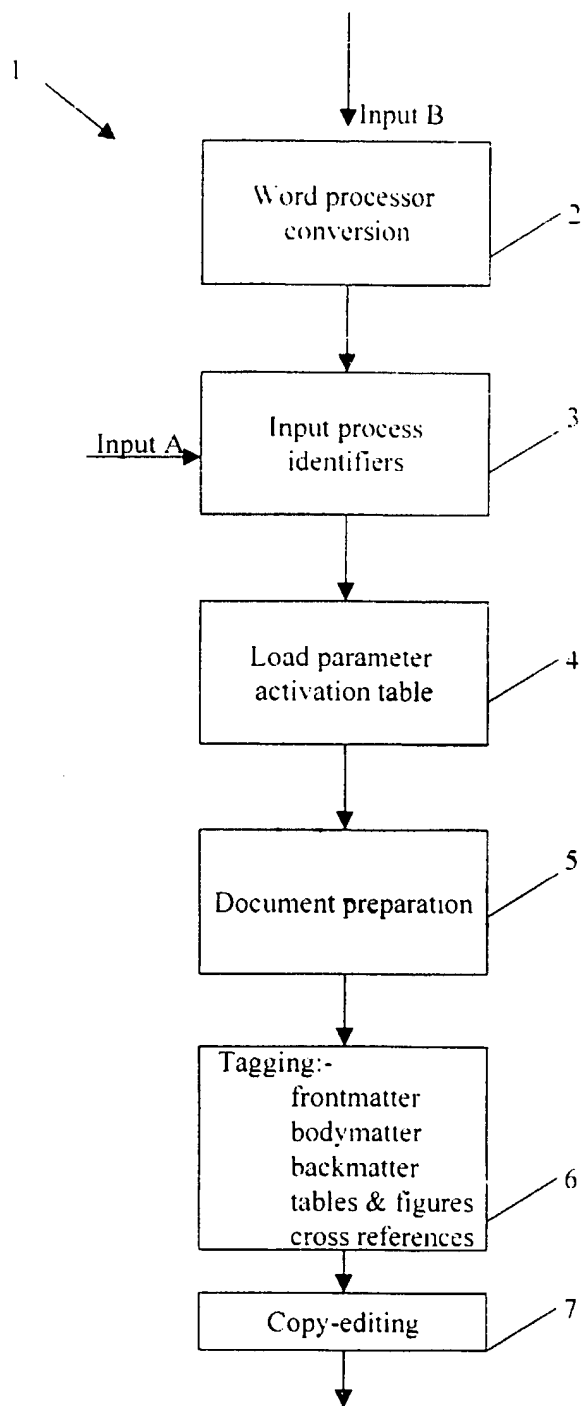 1
Input B
Word processor
conversion
2
Input process
identifiers
3
Input A
Load parameter
activation table
4
Document preparation
5
Tagging:-
frontmatter
bodymatter
backmatter
tables & figures
cross references
6
Copy-editing
7